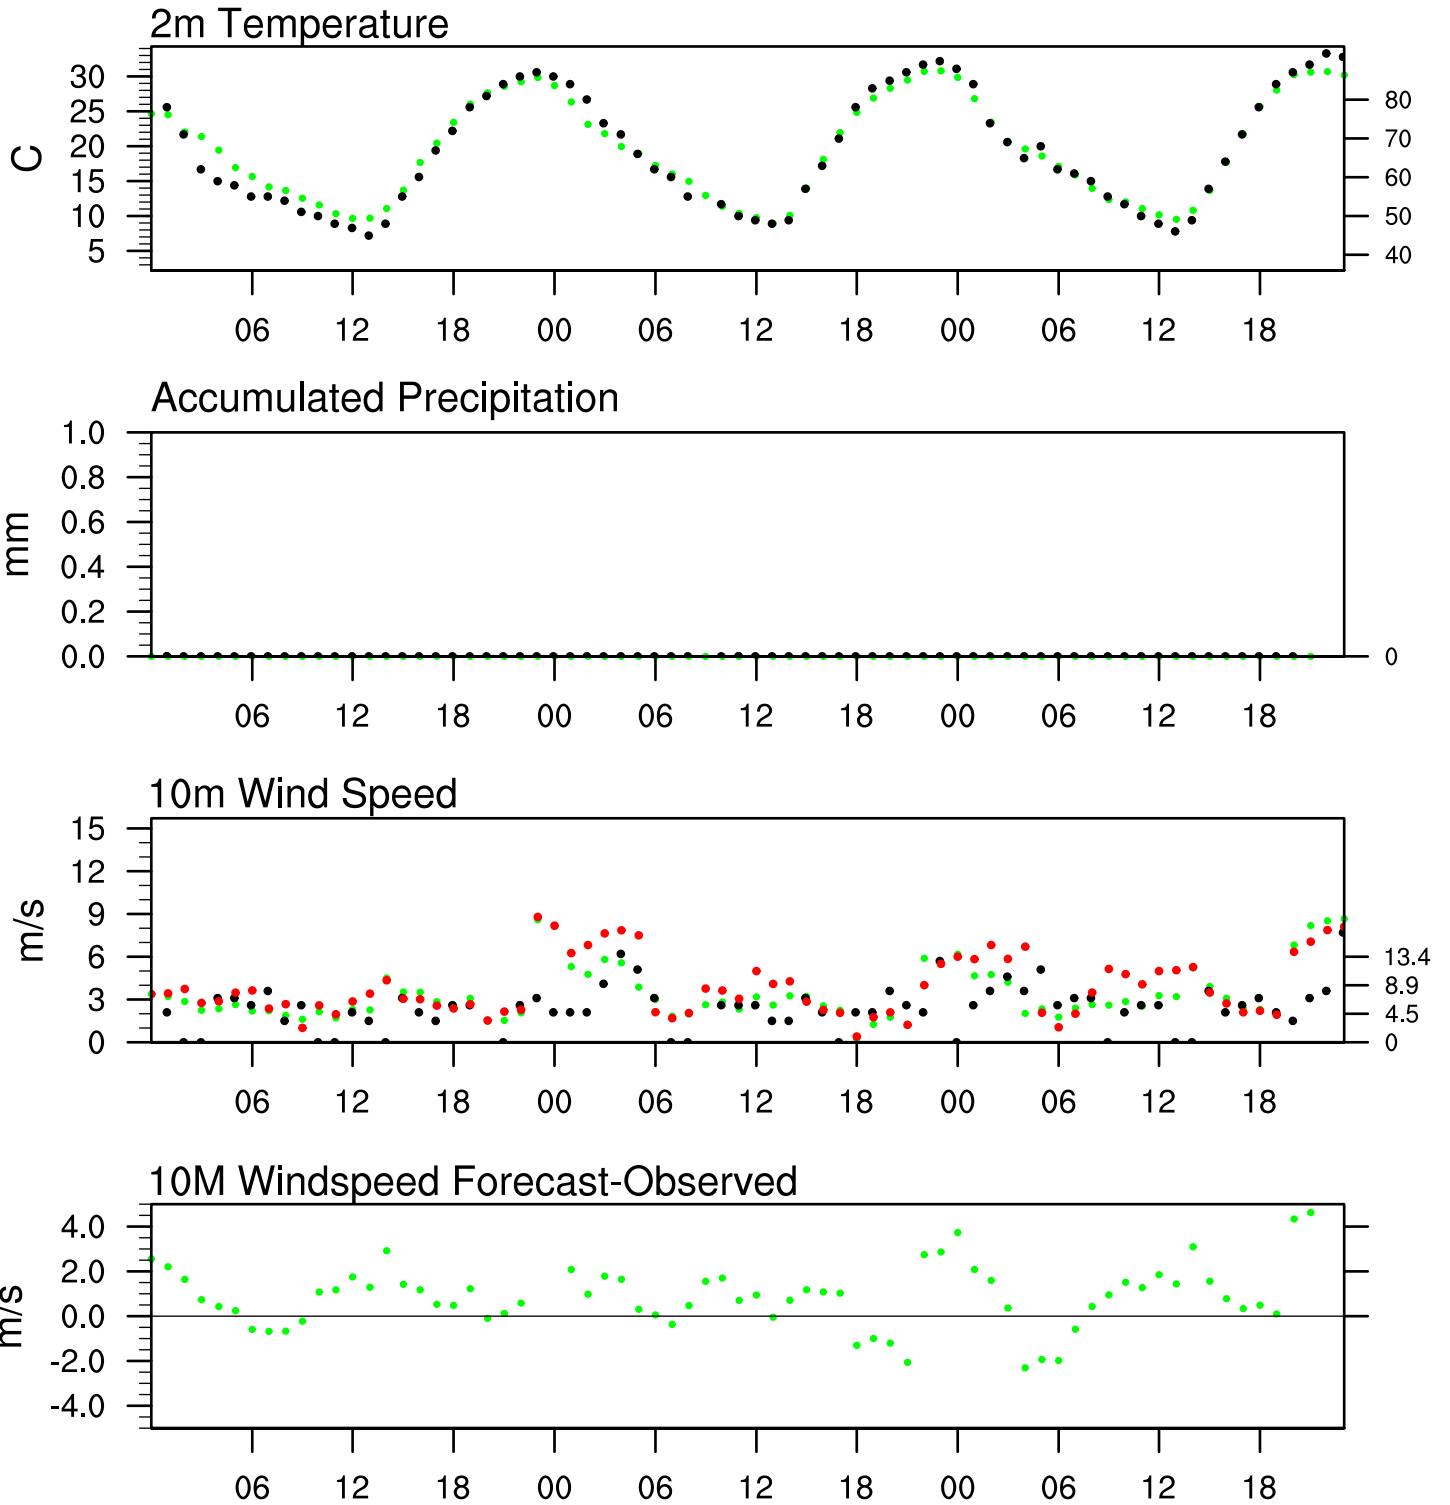 2m Temperature
30
25
20
15
10
5
C
80
70
60
50
40
06 12 18 00 06 12 18 00 06 12 18
Accumulated Precipitation
1.0
0.8
0.6
0.4
0.2
0.0
mm
0
06 12 18 00 06 12 18 00 06 12 18
10m Wind Speed
15
12
9
6
3
0
m/s
13.4
8.9
4.5
0
06 12 18 00 06 12 18 00 06 12 18
10M Windspeed Forecast-Observed
4.0
2.0
0.0
-2.0
-4.0
m/s
06 12 18 00 06 12 18 00 06 12 18